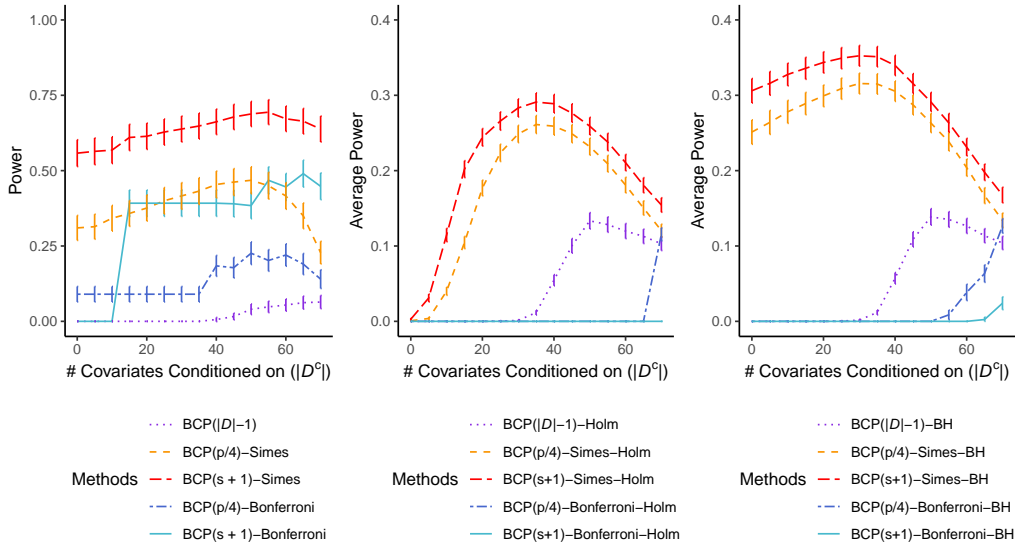 1.00
0.75
0.50
0.25
0.00
Power
0 20 40 60
# Covariates Conditioned on (|Dᶜ|)
Methods
BCP(|D|−1)
BCP(p/4)−Simes
BCP(s + 1)−Simes
BCP(p/4)−Bonferroni
BCP(s + 1)−Bonferroni
0.4
0.3
0.2
0.1
0.0
Average Power
0 20 40 60
# Covariates Conditioned on (|Dᶜ|)
Methods
BCP(|D|−1)−Holm
BCP(p/4)−Simes−Holm
BCP(s+1)−Simes−Holm
BCP(p/4)−Bonferroni−Holm
BCP(s+1)−Bonferroni−Holm
0.4
0.3
0.2
0.1
0.0
Average Power
0 20 40 60
# Covariates Conditioned on (|Dᶜ|)
Methods
BCP(|D|−1)−BH
BCP(p/4)−Simes−BH
BCP(s+1)−Simes−BH
BCP(p/4)−Bonferroni−BH
BCP(s+1)−Bonferroni−BH